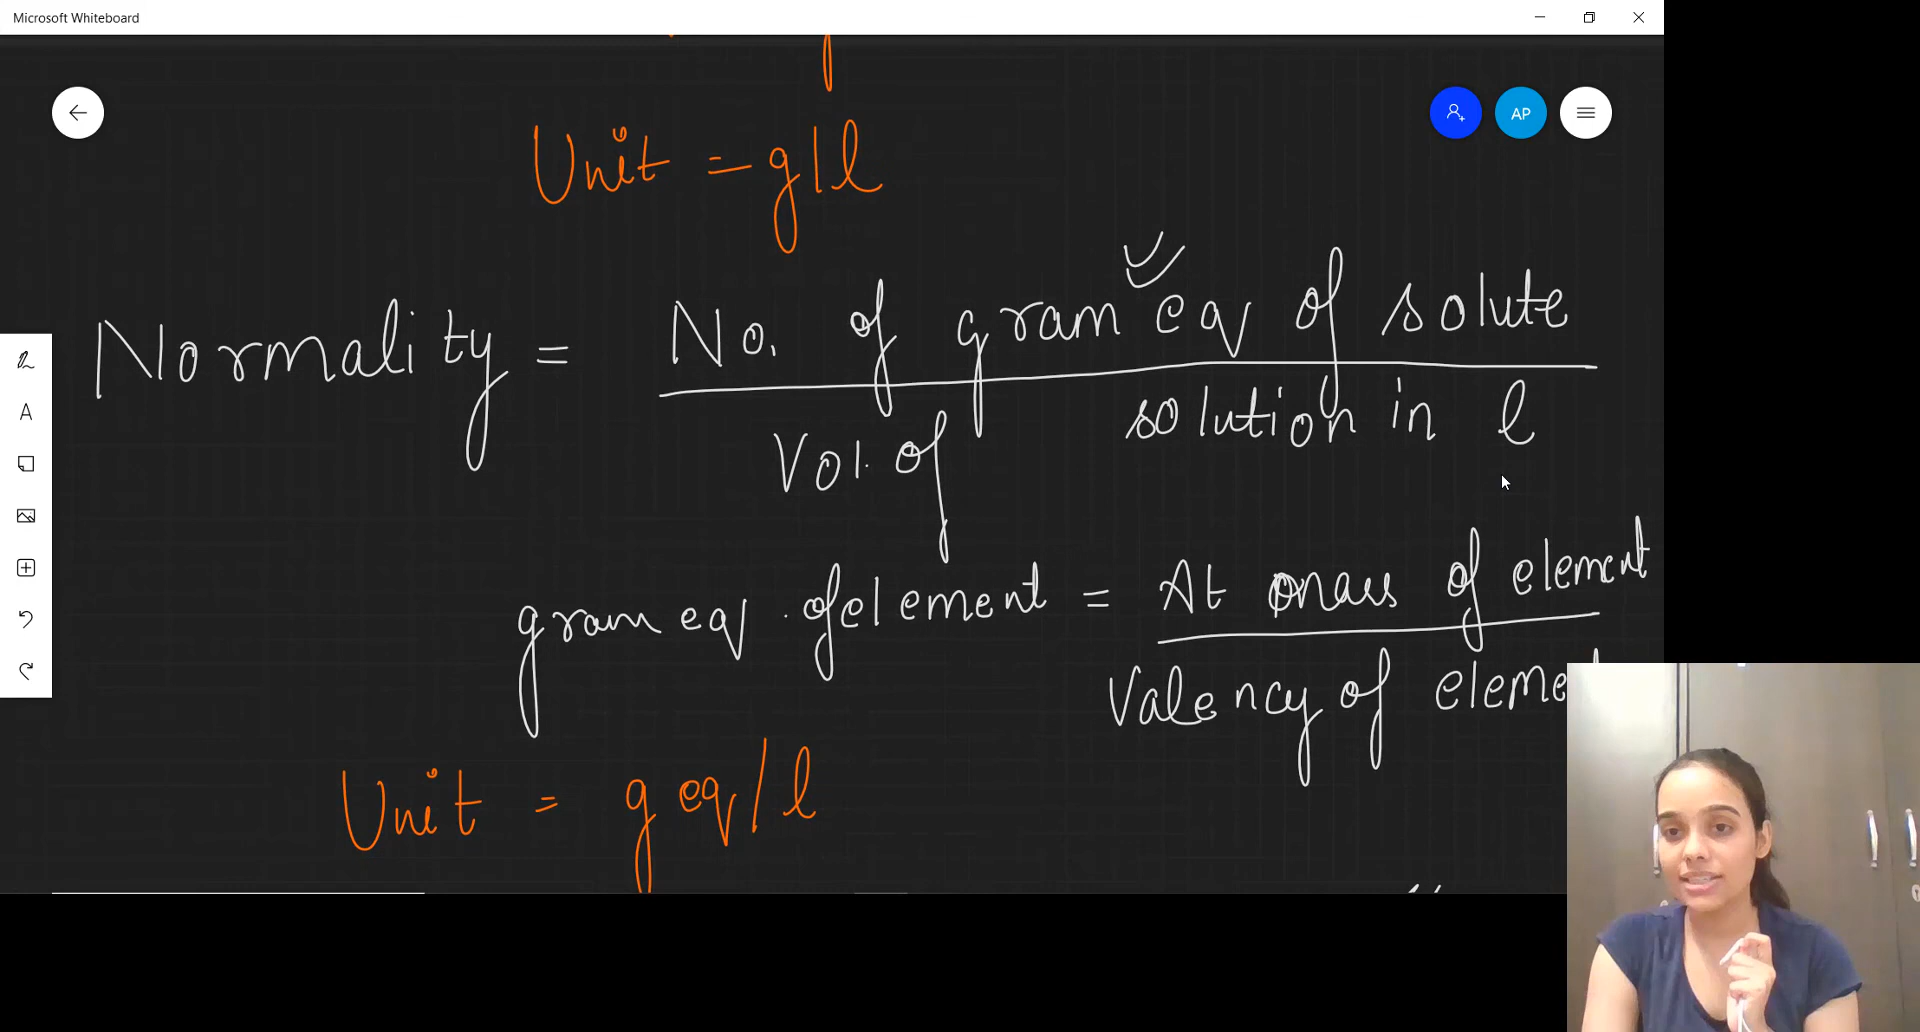 Microsoft Whiteboard
AP
Unit = g/l
Normality = No. of gram eq of solute
Vol. of solution in l
gram eq. of element = At mass of element
Valency of eleme
Unit = g eq/l